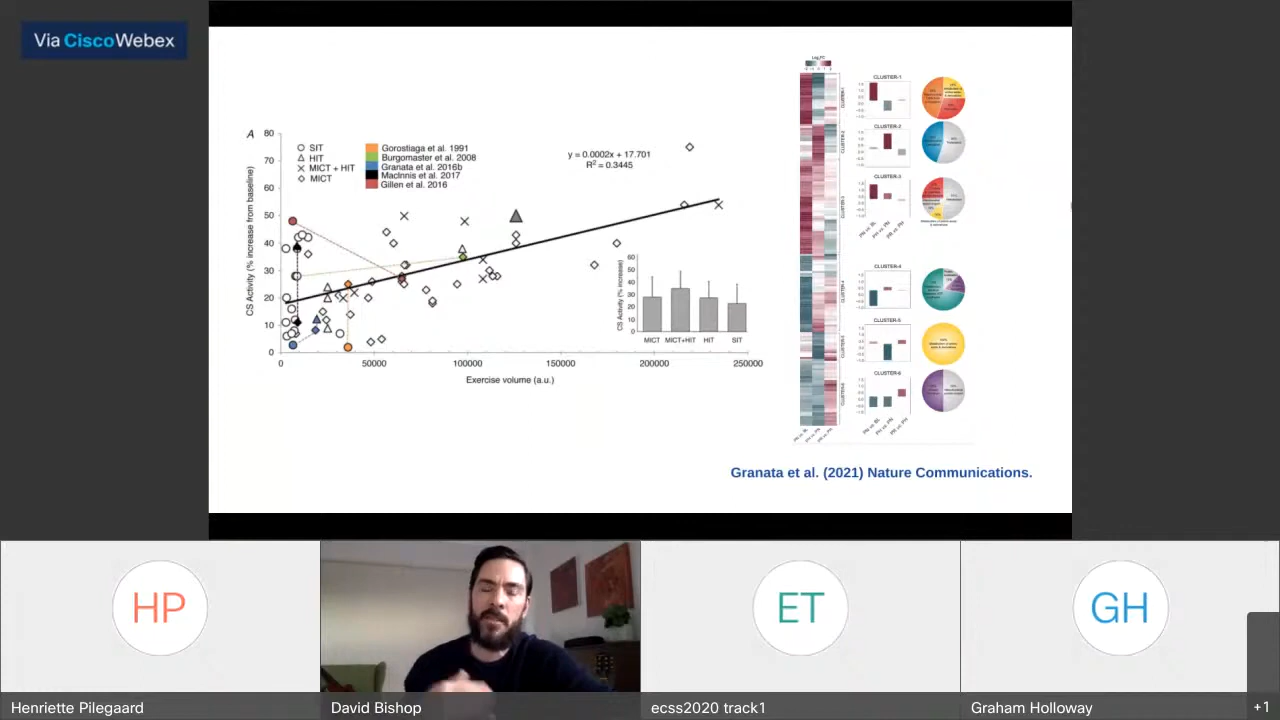 Via CiscoWebex
A
80
70
60
50
40
30
20
10
0
CS Activity (% increase from baseline)
SIT
HIT
MICT + HIT
MICT
Gorostiaga et al. 1991
Burgomaster et al. 2008
Granata et al. 2016b
MacInnis et al. 2017
Gillen et al. 2016
y = 0.0002x + 17.701
R² = 0.3445
CS Activity (% increase)
60
50
40
30
20
10
0
MICT
MICT+HIT
HIT
SIT
0
50000
100000
150000
200000
250000
Exercise volume (a.u.)
Log₂FC
CLUSTER-1
CLUSTER-2
CLUSTER-3
CLUSTER-4
CLUSTER-5
CLUSTER-6
Granata et al. (2021) Nature Communications.
HP
ET
GH
Henriette Pilegaard
David Bishop
ecss2020 track1
Graham Holloway
+1